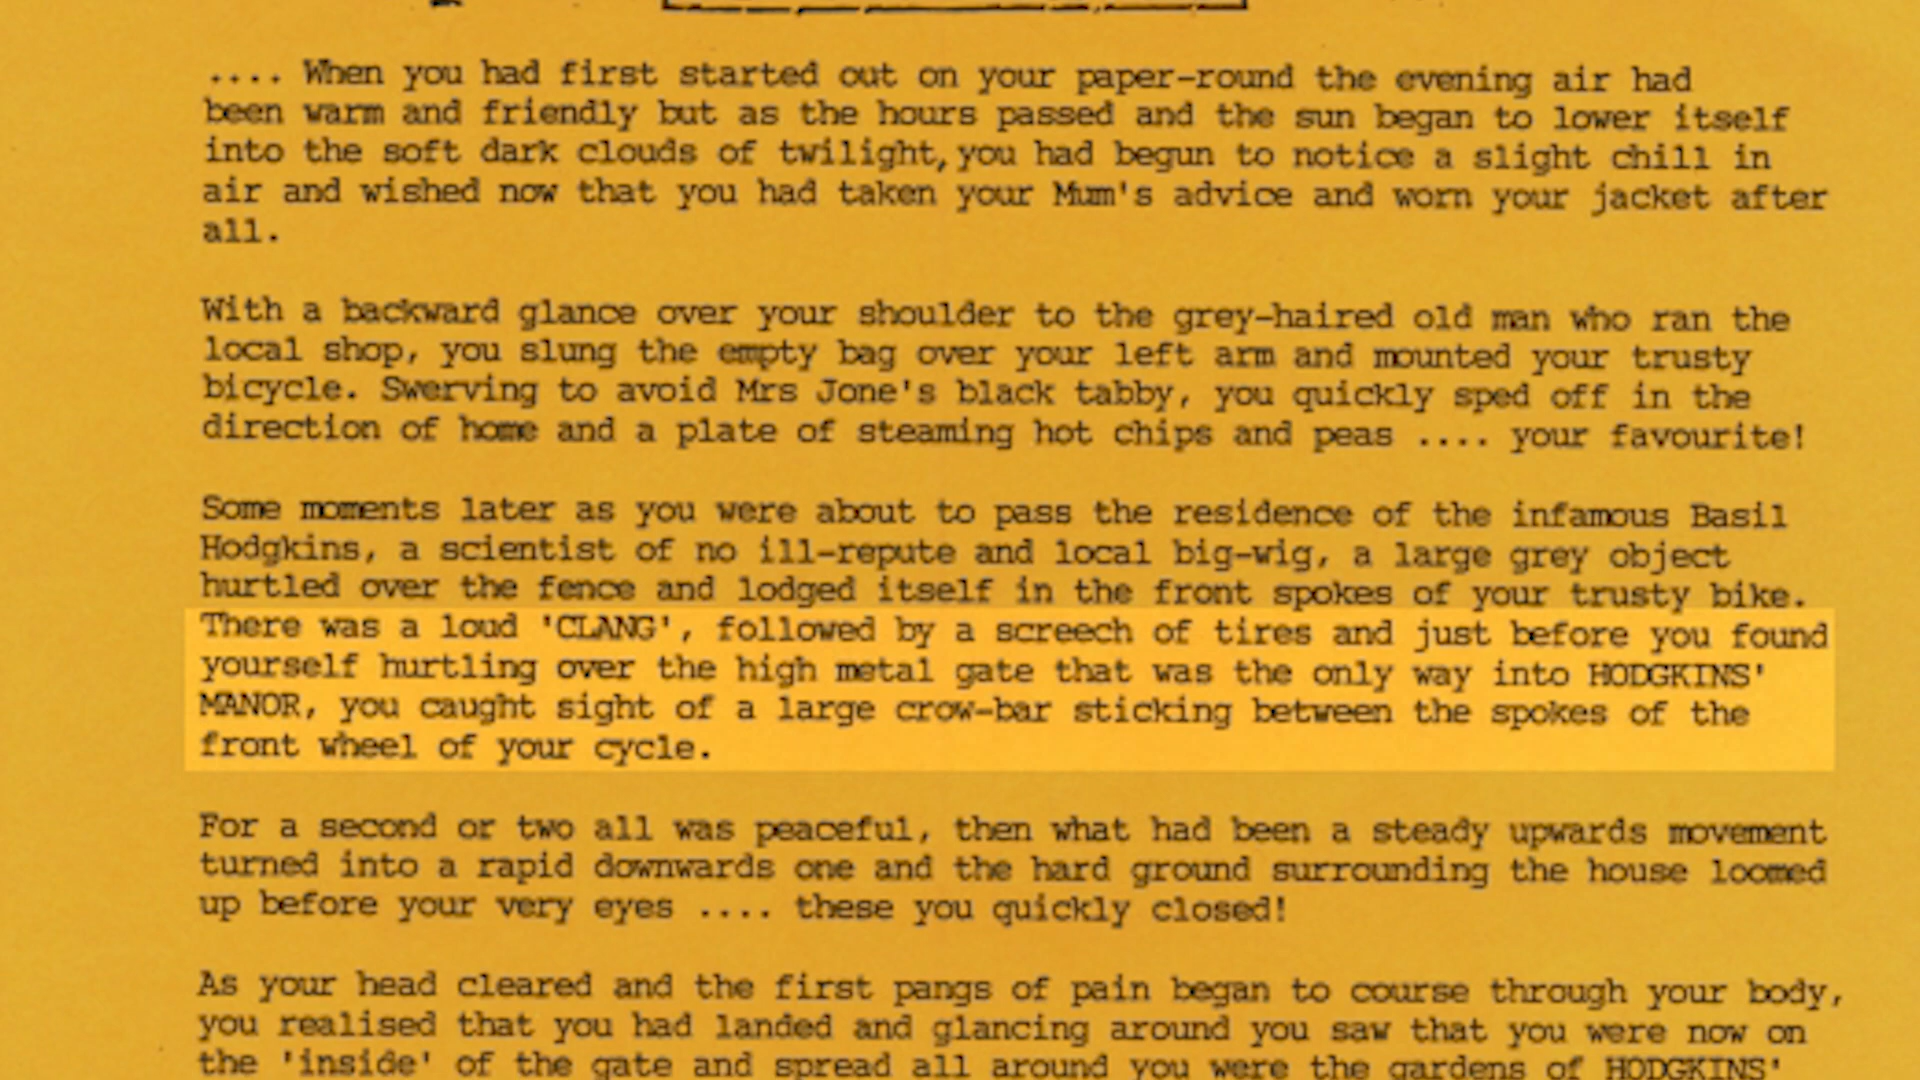 .... When you had first started out on your paper-round the evening air had
been warm and friendly but as the hours passed and the sun began to lower itself
into the soft dark clouds of twilight,you had begun to notice a slight chill in
air and wished now that you had taken your Mum's advice and worn your jacket after
all.
With a backward glance over your shoulder to the grey-haired old man who ran the
local shop, you slung the empty bag over your left arm and mounted your trusty
bicycle. Swerving to avoid Mrs Jone's black tabby, you quickly sped off in the
direction of home and a plate of steaming hot chips and peas .... your favourite!
Some moments later as you were about to pass the residence of the infamous Basil
Hodgkins, a scientist of no ill-repute and local big-wig, a large grey object
hurtled over the fence and lodged itself in the front spokes of your trusty bike.
There was a loud 'CLANG', followed by a screech of tires and just before you found
yourself hurtling over the high metal gate that was the only way into HODGKINS'
MANOR, you caught sight of a large crow-bar sticking between the spokes of the
front wheel of your cycle.
For a second or two all was peaceful, then what had been a steady upwards movement
turned into a rapid downwards one and the hard ground surrounding the house loomed
up before your very eyes .... these you quickly closed!
As your head cleared and the first pangs of pain began to course through your body,
you realised that you had landed and glancing around you saw that you were now on
the 'inside' of the gate and spread all around you were the gardens of HODGKINS'